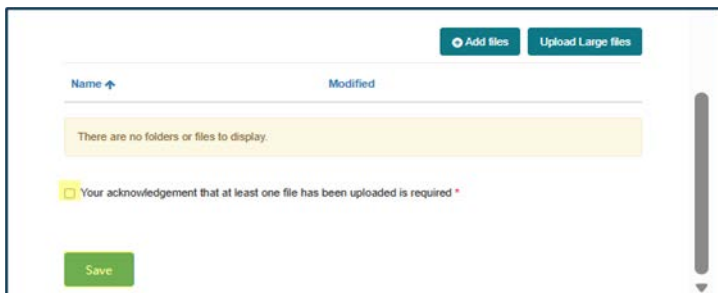 Add files Upload Large files
Name Modified
There are no folders or files to display.
Your acknowledgement that at least one file has been uploaded is required *
Save